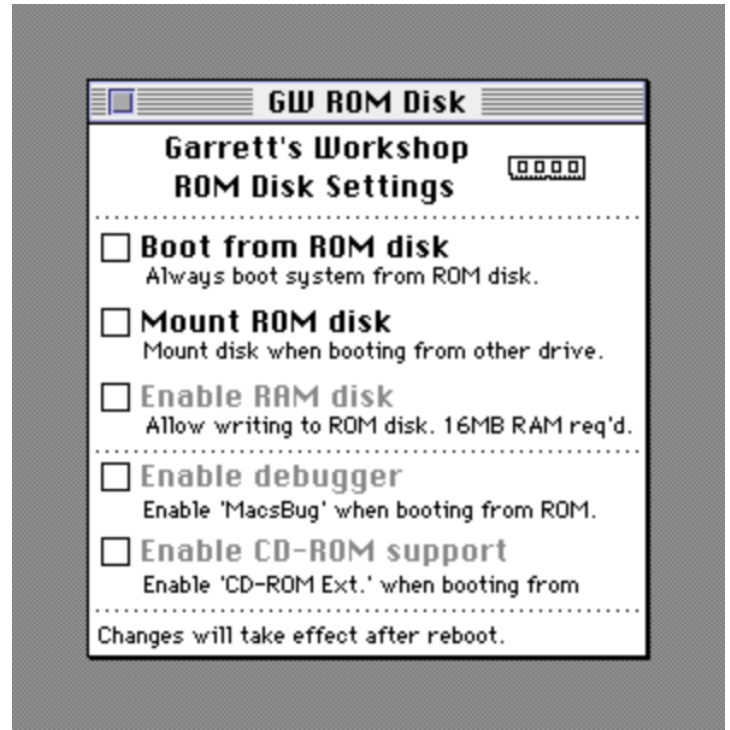 GW ROM Disk
Garrett's Workshop
ROM Disk Settings
Boot from ROM disk
Always boot system from ROM disk.
Mount ROM disk
Mount disk when booting from other drive.
Enable RAM disk
Allow writing to ROM disk. 16MB RAM req'd.
Enable debugger
Enable 'MacsBug' when booting from ROM.
Enable CD-ROM support
Enable 'CD-ROM Ext.' when booting from
Changes will take effect after reboot.